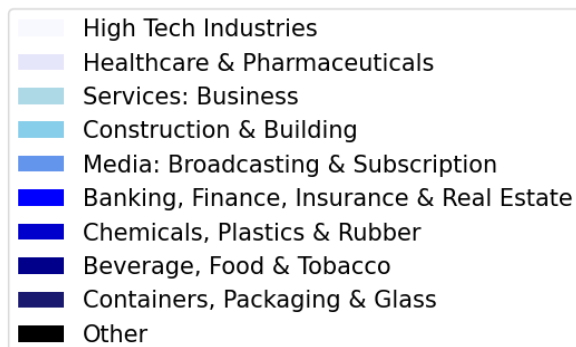 High Tech Industries
Healthcare & Pharmaceuticals
Services: Business
Construction & Building
Media: Broadcasting & Subscription
Banking, Finance, Insurance & Real Estate
Chemicals, Plastics & Rubber
Beverage, Food & Tobacco
Containers, Packaging & Glass
Other